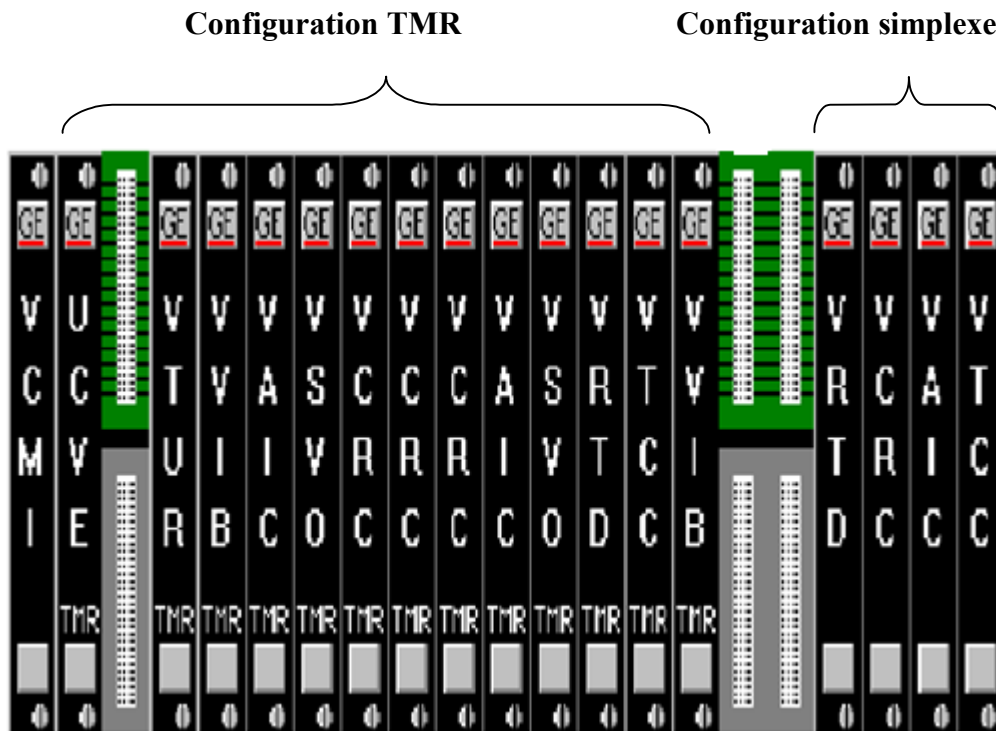 Configuration TMR
Configuration simplexe
GE
VCMI
GE
UCVE
TMR
GE
VTUR
TMR
GE
VVIB
TMR
GE
VAIC
TMR
GE
VSVO
TMR
GE
VCRC
TMR
GE
VCRC
TMR
GE
VCRC
TMR
GE
VAIC
TMR
GE
VSVO
TMR
GE
VRTD
TMR
GE
VTCC
TMR
GE
VVIB
TMR
GE
VRTD
GE
VCRC
GE
VAIC
GE
VTCC